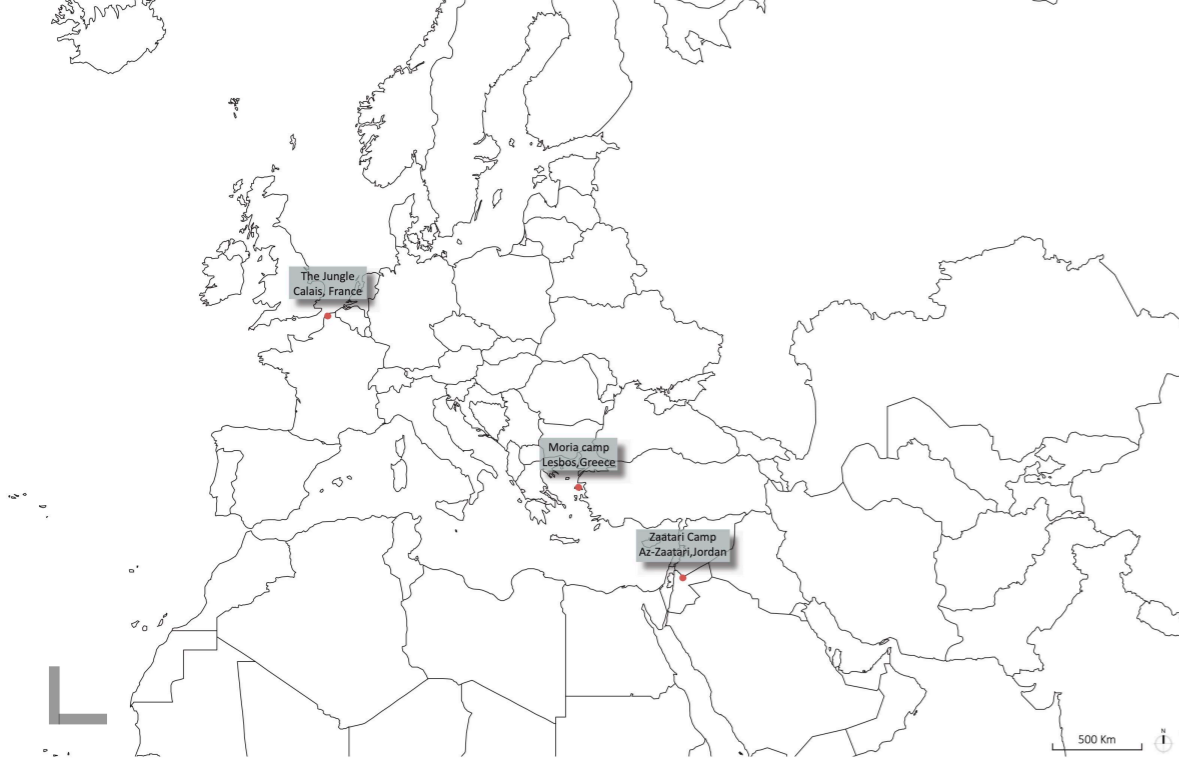 The Jungle
Calais, France
Moria camp
Lesbos,Greece
Zaatari Camp
Az-Zaatari,Jordan
500 Km
N